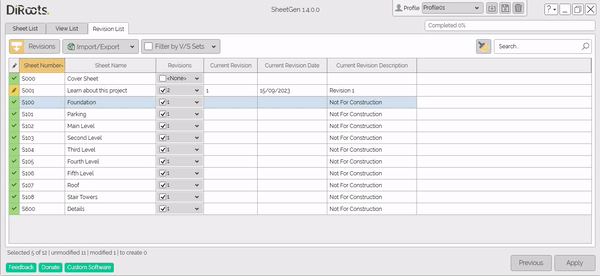 DiRoots.
SheetGen 1.4.0.0
Profile Profile01
? - _ X
Sheet List View List Revision List
Completed 0%
Revisions Import/Export Filter by V/S Sets Search..
Sheet Number Sheet Name Revisions Current Revision Current Revision Date Current Revision Description
S000 Cover Sheet <None>
S001 Learn about this project 2 1 15/09/2023 Revision 1
S100 Foundation 1 Not For Construction
S101 Parking 1 Not For Construction
S102 Main Level 1 Not For Construction
S103 Second Level 1 Not For Construction
S104 Third Level 1 Not For Construction
S105 Fourth Level 1 Not For Construction
S106 Fifth Level 1 Not For Construction
S107 Roof 1 Not For Construction
S108 Stair Towers 1 Not For Construction
S600 Details 1 Not For Construction
Selected 5 of 12 | unmodified 11 | modified 1 | to create 0
Feedback Donate Custom Software
Previous Apply